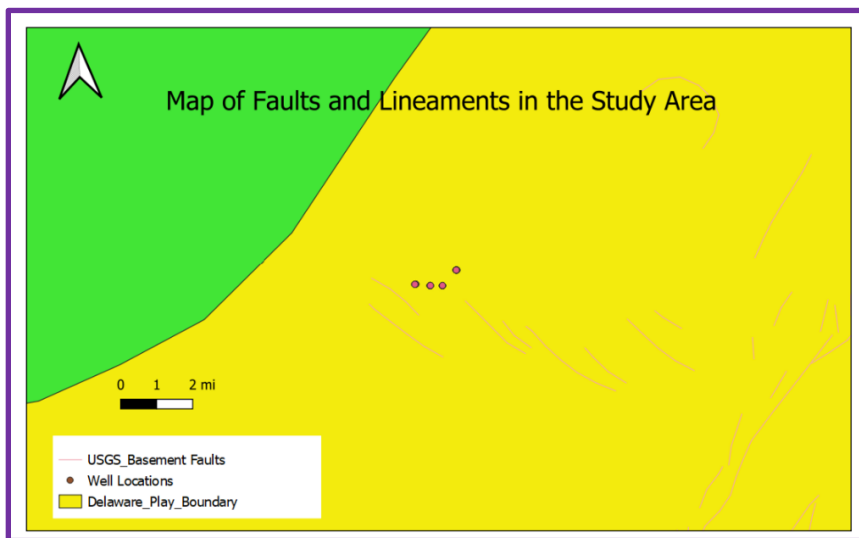 Map of Faults and Lineaments in the Study Area
0 1 2 mi
USGS_Basement Faults
Well Locations
Delaware_Play_Boundary